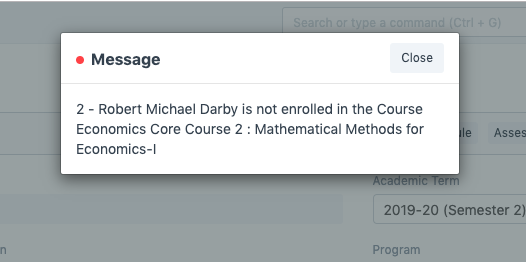 Search or type a command (Ctrl + G)
Message
Close
2 - Robert Michael Darby is not enrolled in the Course
Economics Core Course 2 : Mathematical Methods for
Economics-I
Academic Term
2019-20 (Semester 2)
Program